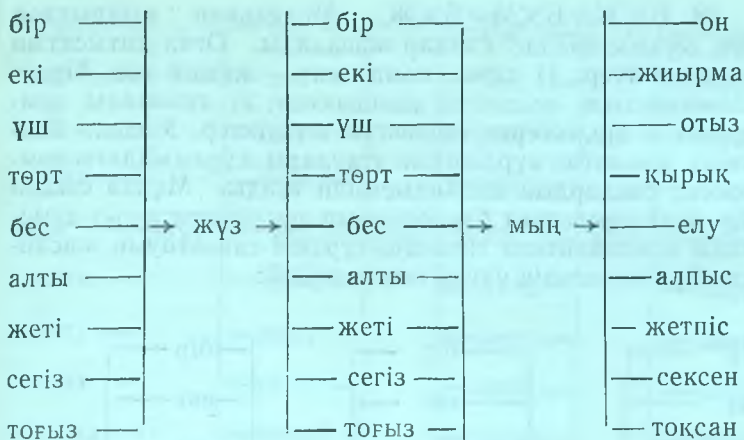 бір бір он
екі екі жиырма
үш үш отыз
төрт төрт қырық
бес → жүз → бес → мың → елу
алты алты алпыс
жеті жеті жетпіс
сегіз сегіз сексен
тоғыз тоғыз тоқсан